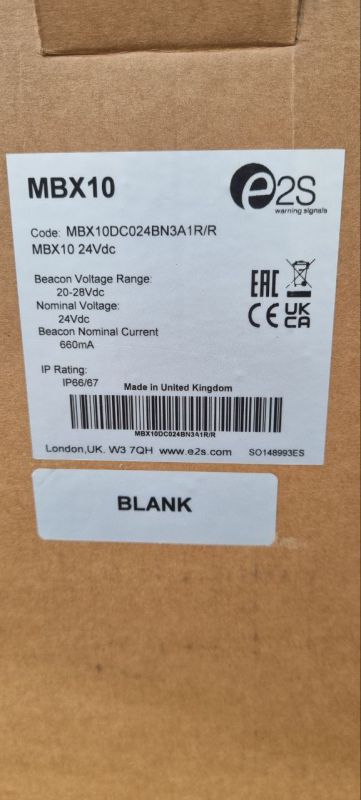 MBX10
e2S
warning signals
Code: MBX10DC024BN3A1R/R
MBX10 24Vdc
Beacon Voltage Range:
20-28Vdc
Nominal Voltage:
24Vdc
Beacon Nominal Current
660mA
EAC
CE UKCA
IP Rating:
IP66/67
Made in United Kingdom
MBX10DC024BN3A1R/R
London,UK. W3 7QH www.e2s.com SO148993ES
BLANK